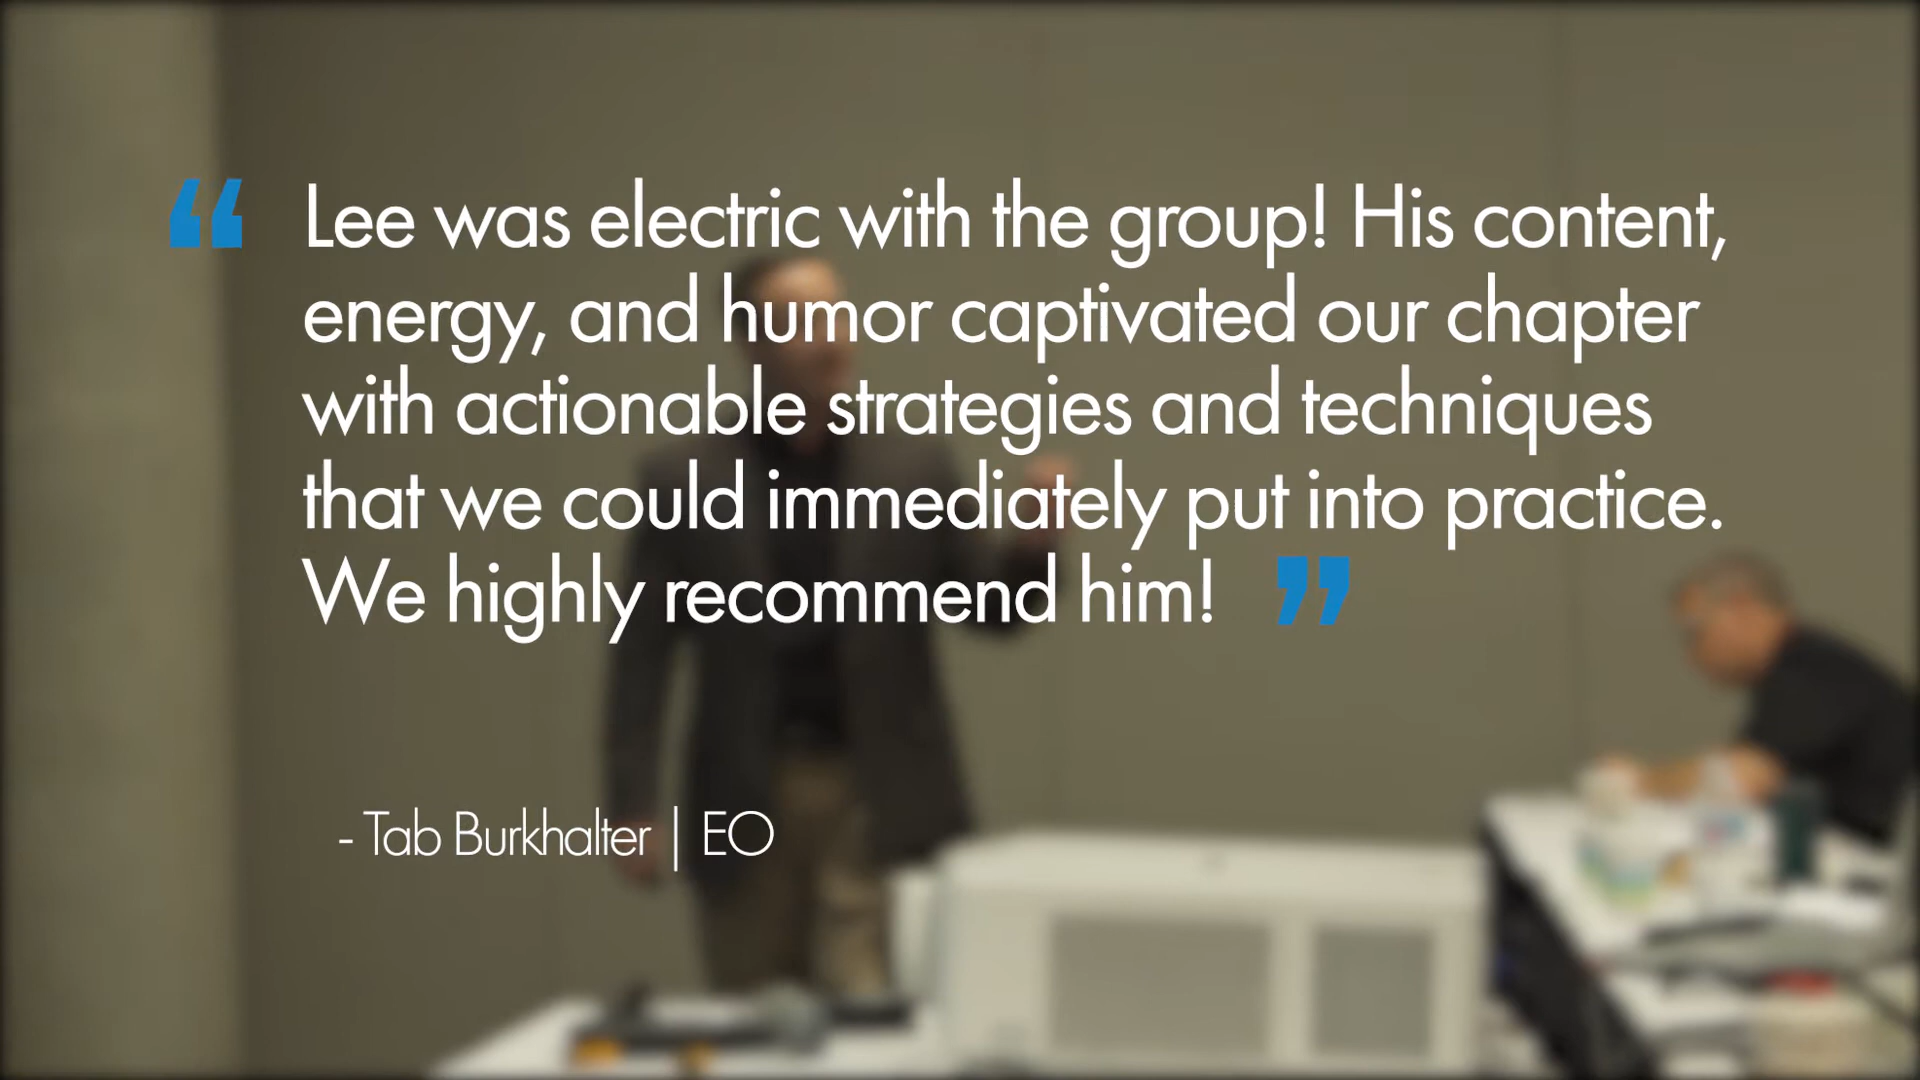 “ Lee was electric with the group! His content,
energy, and humor captivated our chapter
with actionable strategies and techniques
that we could immediately put into practice.
We highly recommend him! ”
- Tab Burkhalter | EO